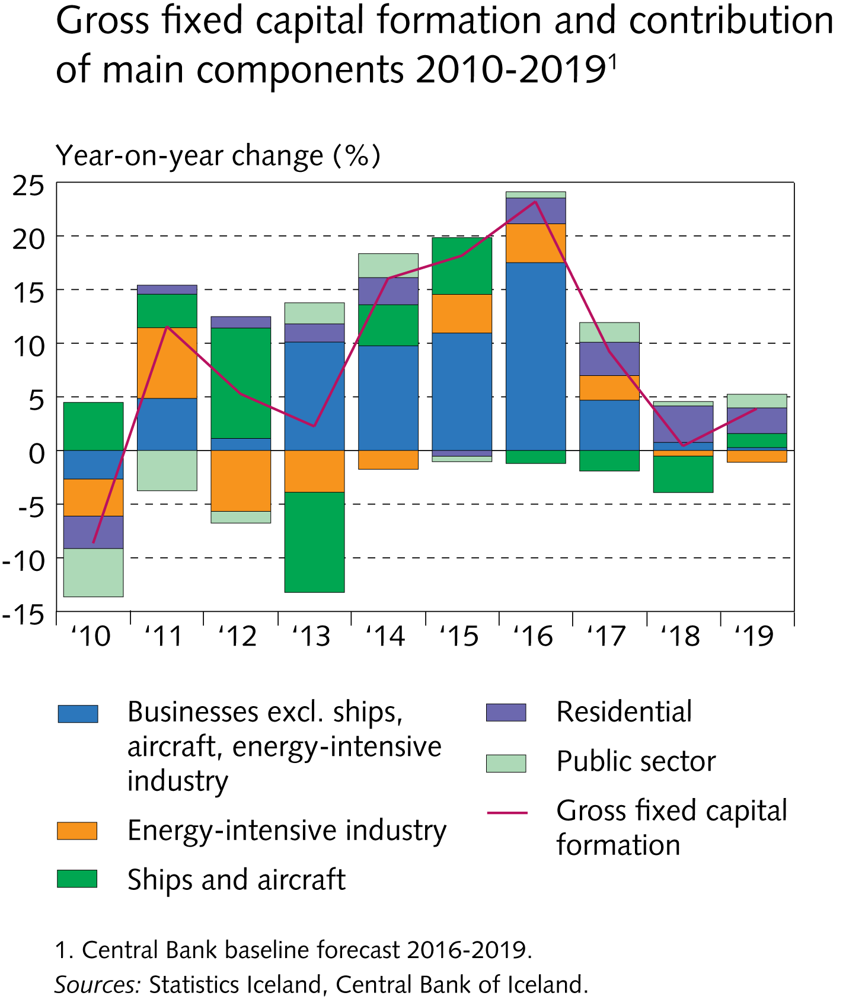 Gross fixed capital formation and contribution
of main components 2010-2019¹
Year-on-year change (%)
25
20
15
10
5
0
-5
-10
-15
‘10 ‘11 ‘12 ‘13 ‘14 ‘15 ‘16 ‘17 ‘18 ‘19
Businesses excl. ships,
aircraft, energy-intensive
industry
Energy-intensive industry
Ships and aircraft
Residential
Public sector
Gross fixed capital
formation
1. Central Bank baseline forecast 2016-2019.
Sources: Statistics Iceland, Central Bank of Iceland.